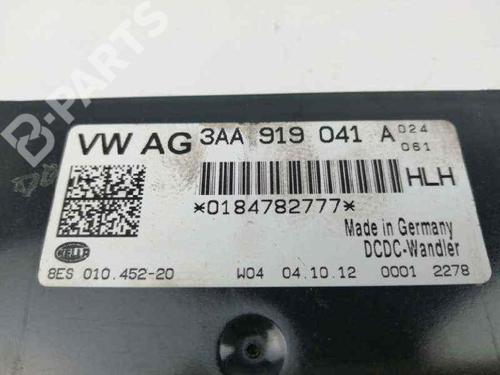 B-PARTS
VW AG 3AA 919 041 A 024
061
HLH
*0184782777*
Made in Germany
DCDC-Wandler
HELLA
8ES 010.452-20 W04 04.10.12 0001 2278